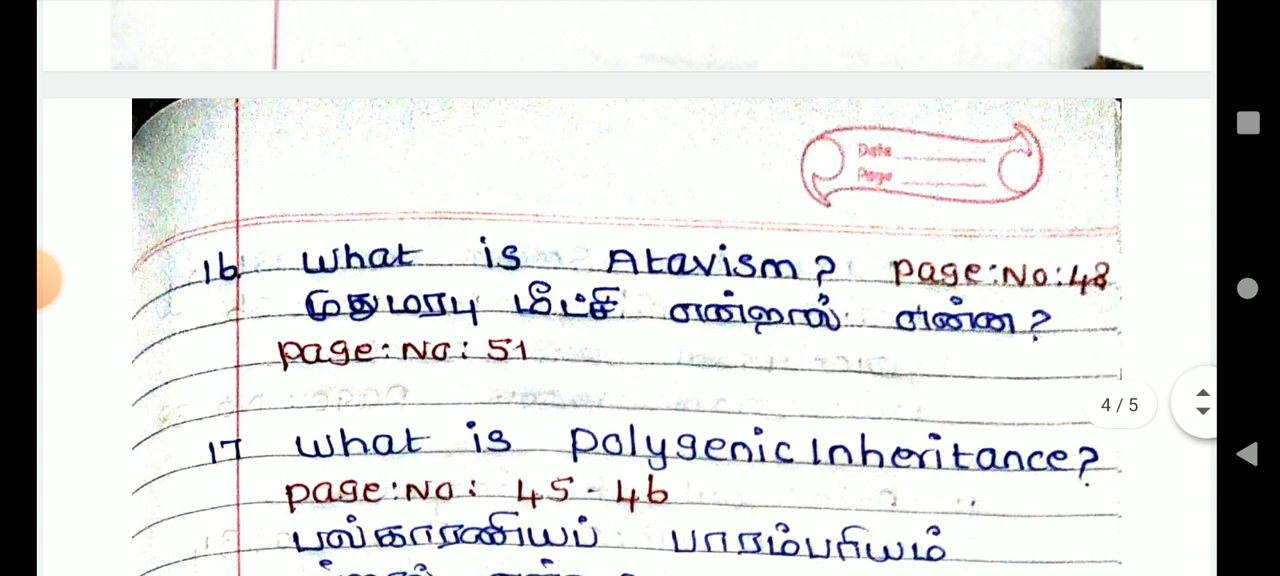 Date
Page
16 What is Atavism? page:No:48
முதுமரபு மீட்சி என்றால் என்ன?
page:No: 51
4 / 5
17 What is Polygenic Inheritance?
page:No: 45-46
பல்காரணியப் பாரம்பரியம்